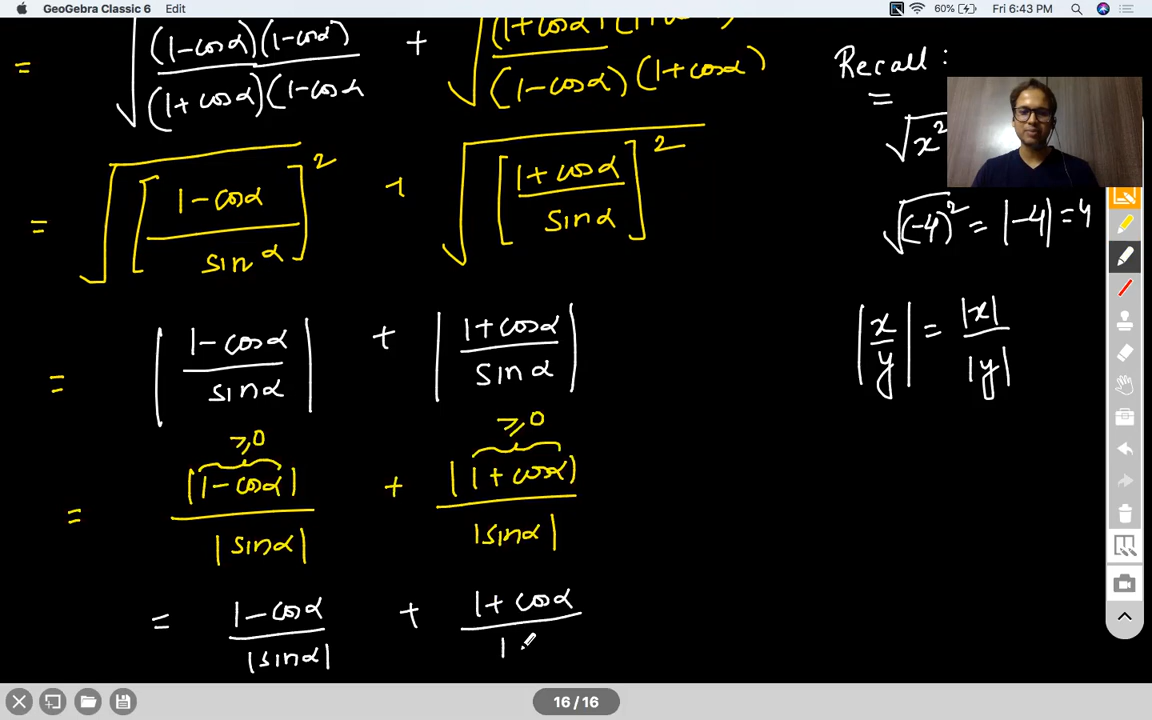 GeoGebra Classic 6 Edit 60% Fri 6:43 PM
= √((1-cosα)(1-cosα) / (1+cosα)(1-cosα + √((1+cosα)(1+ / (1-cosα)(1+cosα)
= √[1-cosα / sinα]² + √[1+cosα / sinα]²
= |1-cosα / sinα| + |1+cosα / sinα|
≥0 ≥0
= |1-cosα| / |sinα| + |1+cosα| / |sinα|
= 1-cosα / |sinα| + 1+cosα / |
Recall :
=
√x²
√(-4)² = |-4| = 4
|x/y| = |x| / |y|
16 / 16